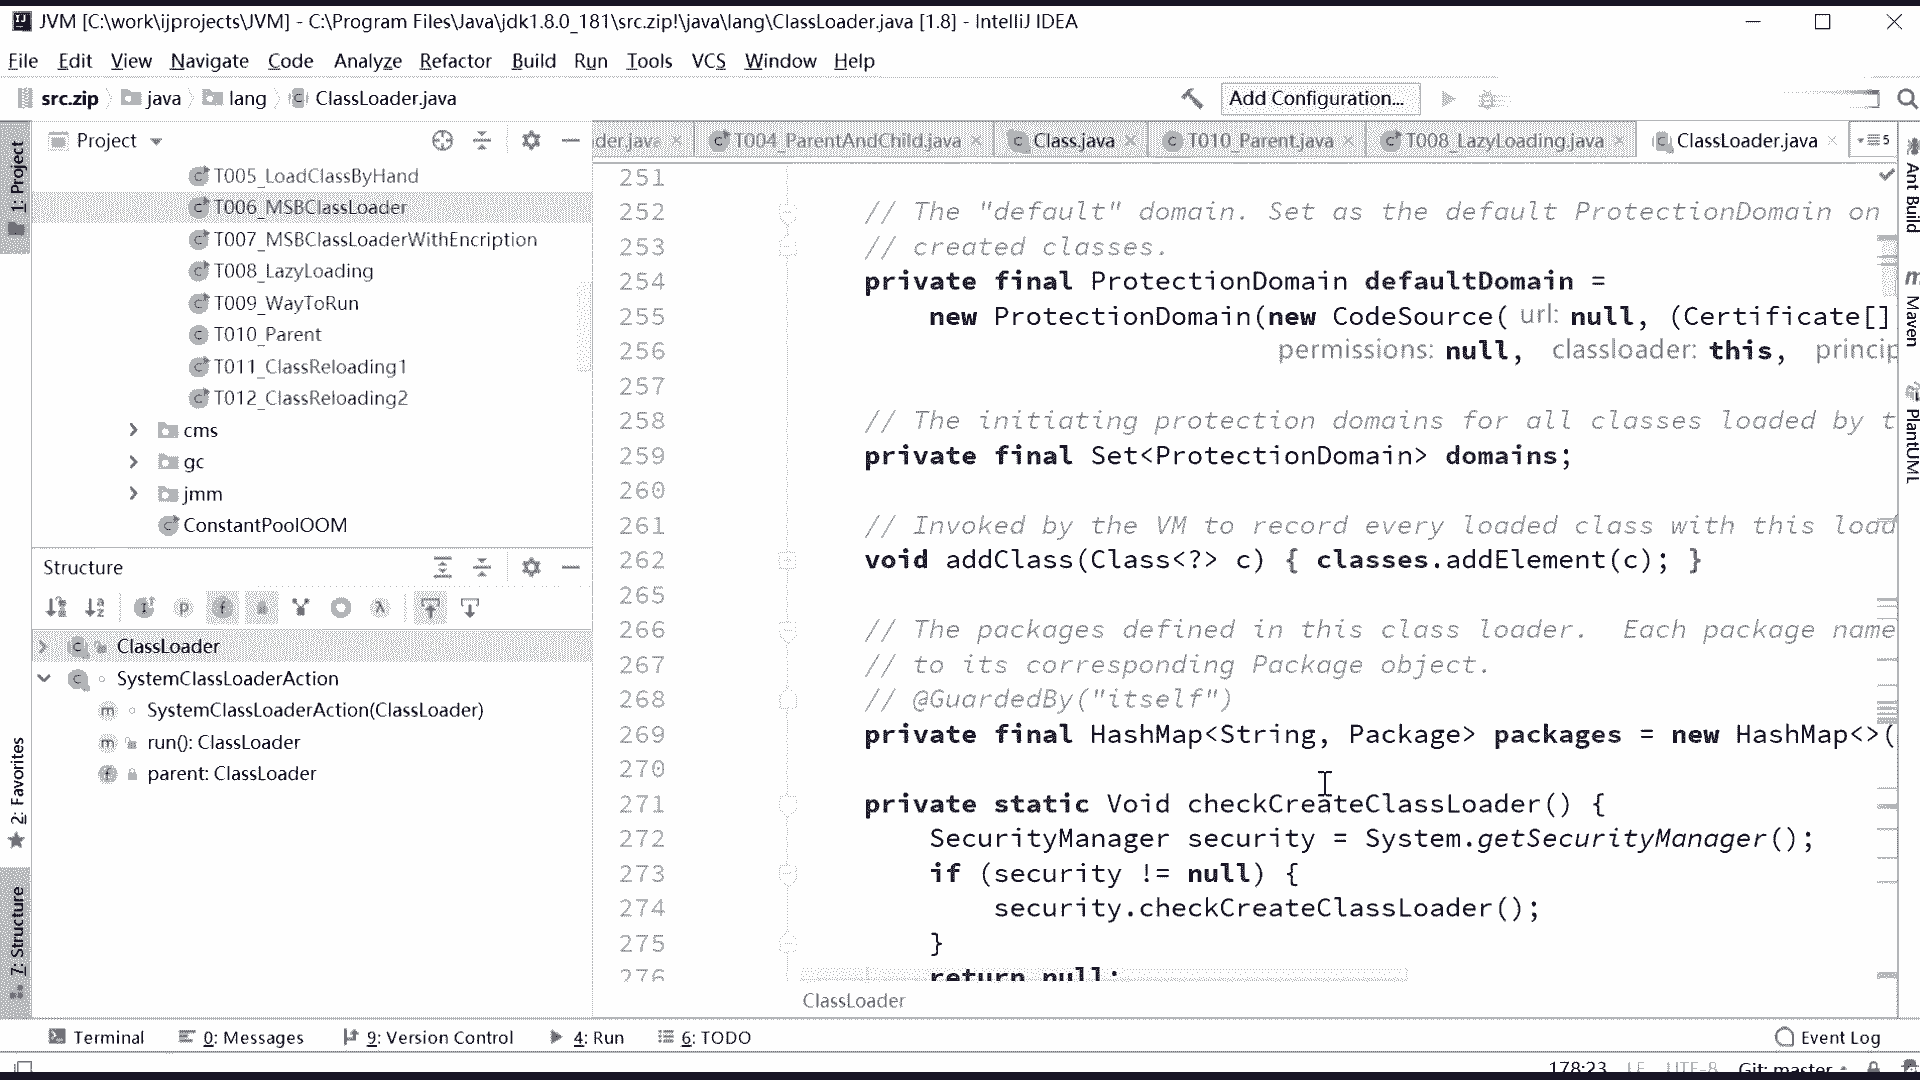 JVM [C:\work\ijprojects\JVM] - C:\Program Files\Java\jdk1.8.0_181\src.zip!\java\lang\ClassLoader.java [1.8] - IntelliJ IDEA
File Edit View Navigate Code Analyze Refactor Build Run Tools VCS Window Help
src.zip java lang ClassLoader.java
Add Configuration...
1: Project
Project
T005_LoadClassByHand
T006_MSBClassLoader
T007_MSBClassLoaderWithEncription
T008_LazyLoading
T009_WayToRun
T010_Parent
T011_ClassReloading1
T012_ClassReloading2
cms
gc
jmm
ConstantPoolOOM
Structure
ClassLoader
SystemClassLoaderAction
SystemClassLoaderAction(ClassLoader)
run(): ClassLoader
parent: ClassLoader
2: Favorites
7: Structure
der.java T004_ParentAndChild.java Class.java T010_Parent.java T008_LazyLoading.java ClassLoader.java 5
251
252 // The "default" domain. Set as the default ProtectionDomain on
253 // created classes.
254 private final ProtectionDomain defaultDomain =
255 new ProtectionDomain(new CodeSource( url: null, (Certificate[]
256 permissions: null, classloader: this, princip
257
258 // The initiating protection domains for all classes loaded by t
259 private final Set<ProtectionDomain> domains;
260
261 // Invoked by the VM to record every loaded class with this load
262 void addClass(Class<?> c) { classes.addElement(c); }
265
266 // The packages defined in this class loader.  Each package name
267 // to its corresponding Package object.
268 // @GuardedBy("itself")
269 private final HashMap<String, Package> packages = new HashMap<>(
270
271 private static Void checkCreateClassLoader() {
272 SecurityManager security = System.getSecurityManager();
273 if (security != null) {
274 security.checkCreateClassLoader();
275 }
276 return null;
ClassLoader
Ant Build
Maven
PlantUML
Terminal 0: Messages 9: Version Control 4: Run 6: TODO Event Log
178:23 LF UTF-8 Git: master